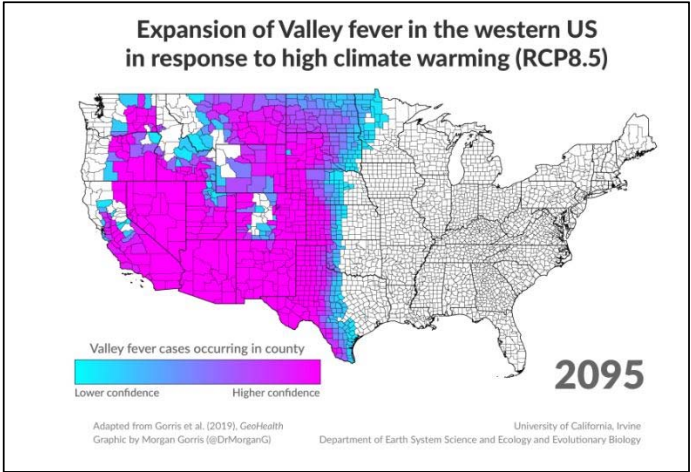 Expansion of Valley fever in the western US
in response to high climate warming (RCP8.5)
Valley fever cases occurring in county
Lower confidence Higher confidence
2095
Adapted from Gorris et al. (2019), GeoHealth
Graphic by Morgan Gorris (@DrMorganG)
University of California, Irvine
Department of Earth System Science and Ecology and Evolutionary Biology